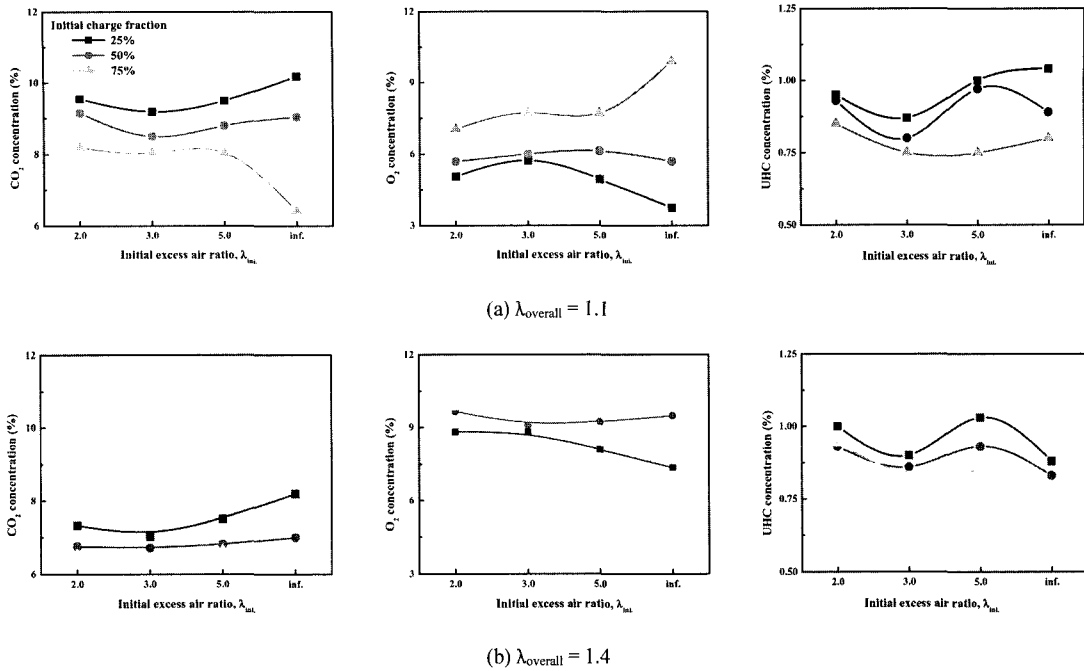 12
10
8
6
CO2 concentration (%)
Initial charge fraction
25%
50%
75%
2.0 3.0 5.0 inf.
Initial excess air ratio, λini.
12
9
6
3
O2 concentration (%)
2.0 3.0 5.0 inf.
Initial excess air ratio, λini.
1.25
1.00
0.75
0.50
UHC concentration (%)
2.0 3.0 5.0 inf.
Initial excess air ratio, λini.
(a) λoverall = 1.1
12
10
8
6
CO2 concentration (%)
2.0 3.0 5.0 inf.
Initial excess air ratio, λini.
12
9
6
3
O2 concentration (%)
2.0 3.0 5.0 inf.
Initial excess air ratio, λini.
1.25
1.00
0.75
0.50
UHC concentration (%)
2.0 3.0 5.0 inf.
Initial excess air ratio, λini.
(b) λoverall = 1.4